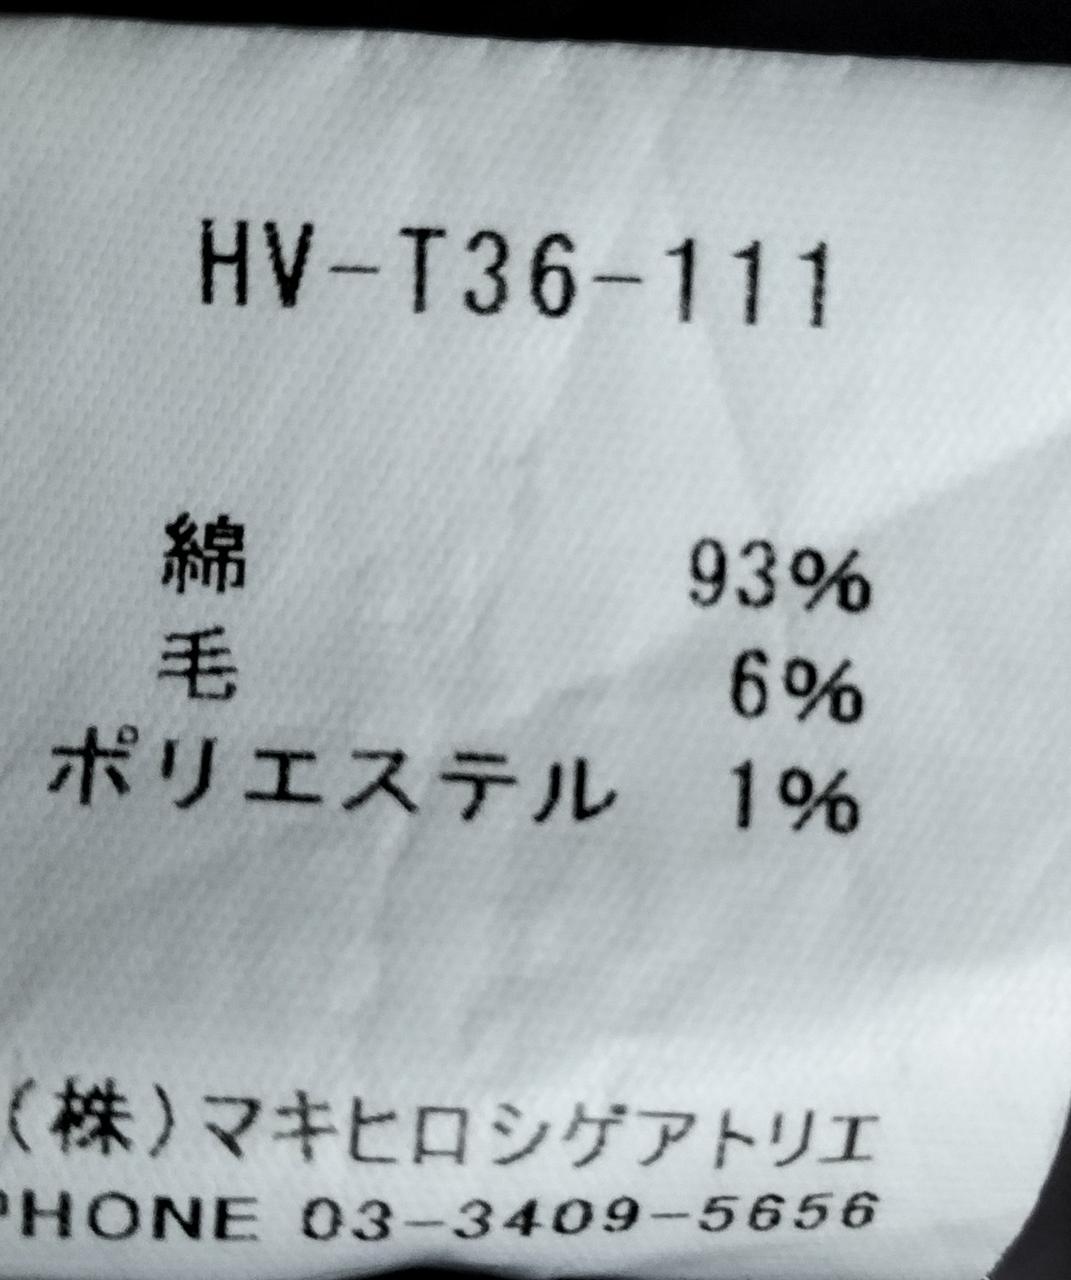 HV-T36-111
綿 93%
毛 6%
ポリエステル 1%
(株)マキヒロシゲアトリエ
PHONE 03-3409-5656